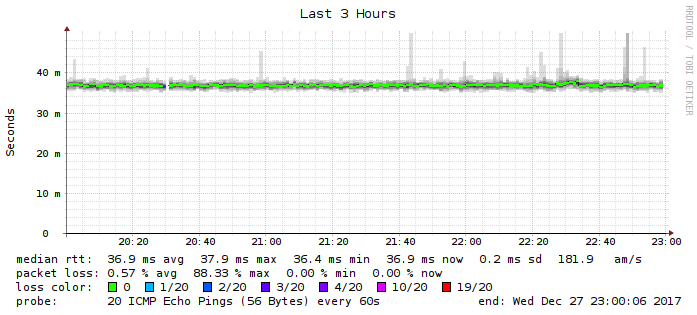 Last 3 Hours
RRDTOOL / TOBI OETIKER
Seconds
40 m
30 m
20 m
10 m
0
20:20 20:40 21:00 21:20 21:40 22:00 22:20 22:40 23:00
median rtt: 36.9 ms avg 37.9 ms max 36.4 ms min 36.9 ms now 0.2 ms sd 181.9 am/s
packet loss: 0.57 % avg 88.33 % max 0.00 % min 0.00 % now
loss color: 0 1/20 2/20 3/20 4/20 10/20 19/20
probe: 20 ICMP Echo Pings (56 Bytes) every 60s end: Wed Dec 27 23:00:06 2017